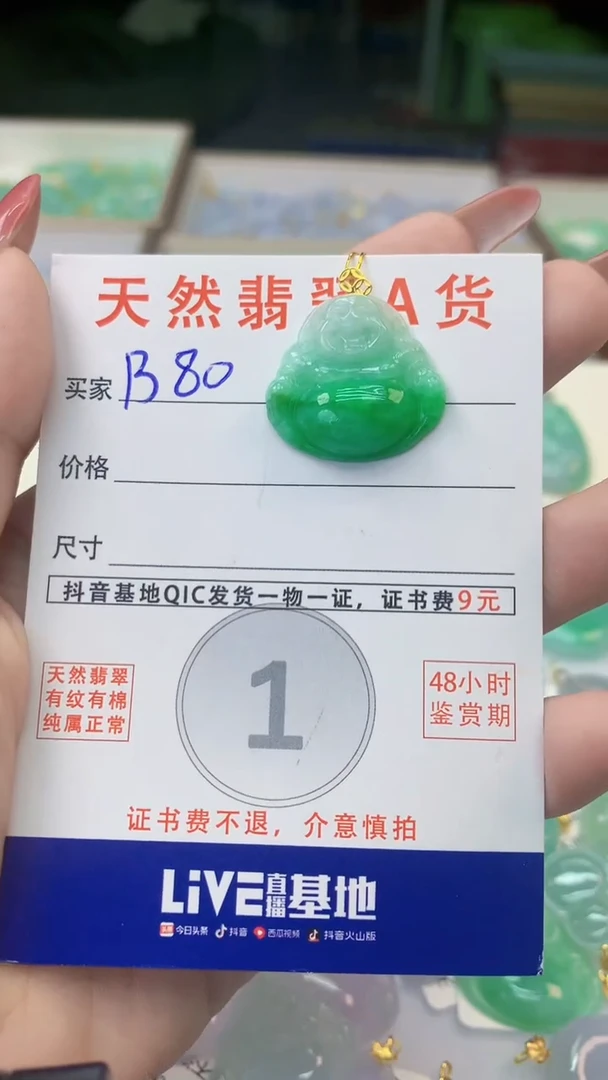 天然翡翠A货
买家 B80
价格
尺寸
抖音基地QIC发货一物一证，证书费9元
天然翡翠
有纹有棉
纯属正常
1
48小时
鉴赏期
证书费不退，介意慎拍
LiVE直播基地
头条 今日头条 抖音 西瓜视频 抖音火山版